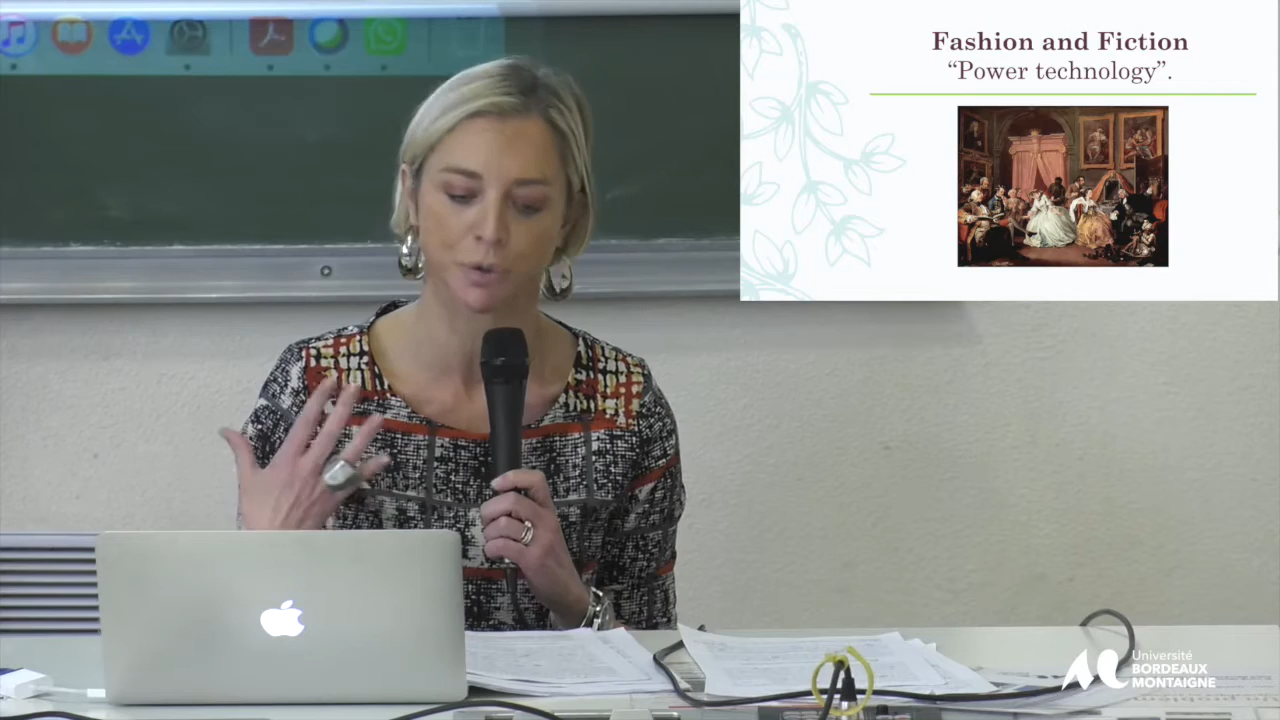 Fashion and Fiction
“Power technology”.
Université
BORDEAUX
MONTAIGNE